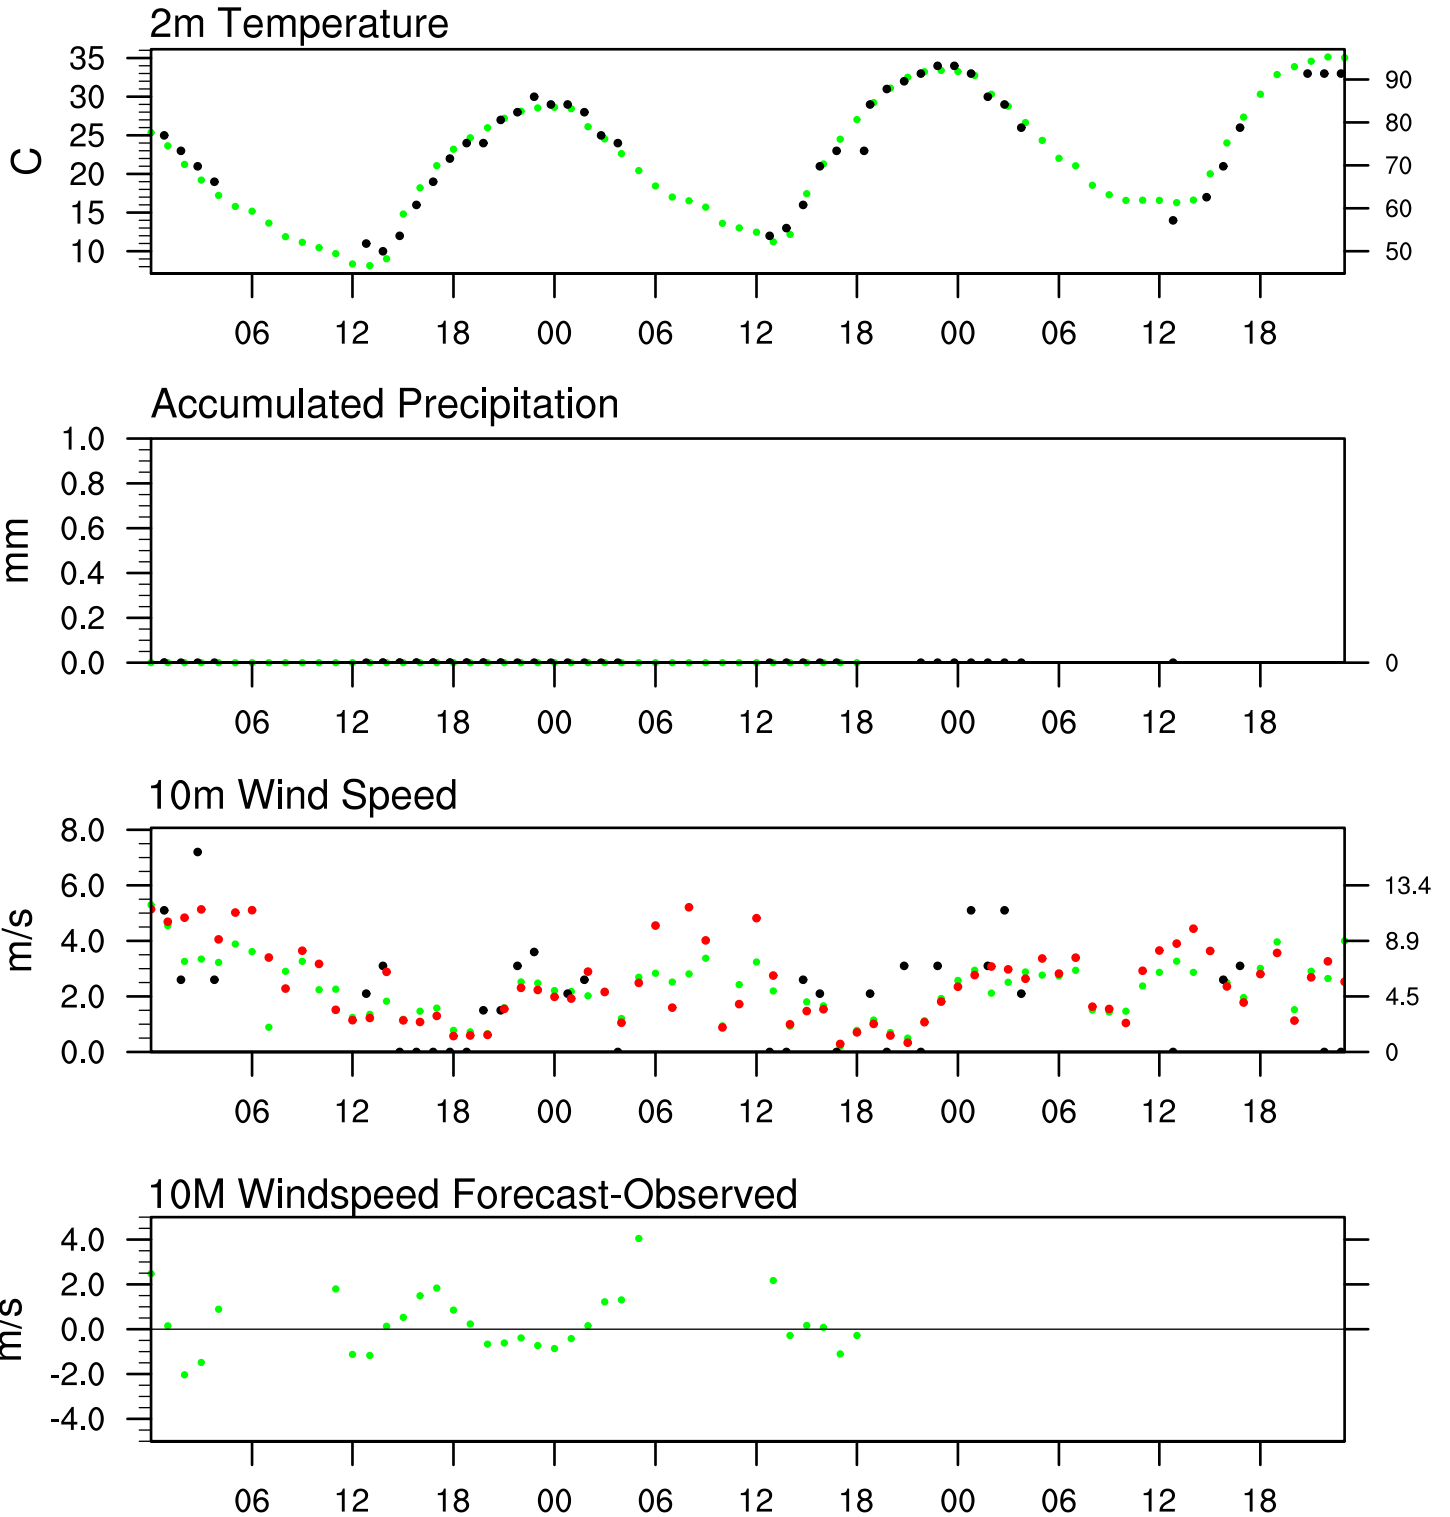 2m Temperature
35
30
25
20
15
10
C
90
80
70
60
50
06 12 18 00 06 12 18 00 06 12 18
Accumulated Precipitation
1.0
0.8
0.6
0.4
0.2
0.0
mm
0
06 12 18 00 06 12 18 00 06 12 18
10m Wind Speed
8.0
6.0
4.0
2.0
0.0
m/s
13.4
8.9
4.5
0
06 12 18 00 06 12 18 00 06 12 18
10M Windspeed Forecast-Observed
4.0
2.0
0.0
-2.0
-4.0
m/s
06 12 18 00 06 12 18 00 06 12 18